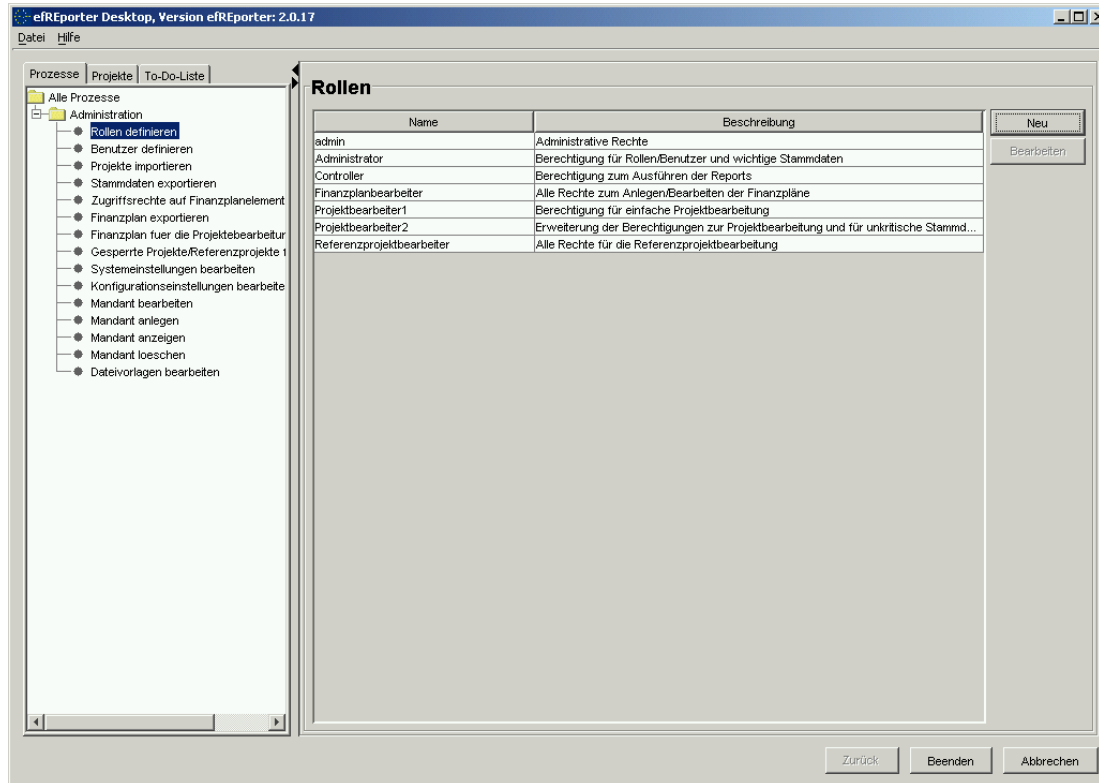 efREporter Desktop, Version efREporter: 2.0.17
Datei Hilfe
Prozesse Projekte To-Do-Liste
Alle Prozesse
Administration
Rollen definieren
Benutzer definieren
Projekte importieren
Stammdaten exportieren
Zugriffsrechte auf Finanzplanelement
Finanzplan exportieren
Finanzplan fuer die Projektebearbeitur
Gesperrte Projekte/Referenzprojekte f
Systemeinstellungen bearbeiten
Konfigurationseinstellungen bearbeite
Mandant bearbeiten
Mandant anlegen
Mandant anzeigen
Mandant loeschen
Dateivorlagen bearbeiten
Rollen
Name Beschreibung
admin Administrative Rechte
Administrator Berechtigung für Rollen/Benutzer und wichtige Stammdaten
Controller Berechtigung zum Ausführen der Reports
Finanzplanbearbeiter Alle Rechte zum Anlegen/Bearbeiten der Finanzpläne
Projektbearbeiter1 Berechtigung für einfache Projektbearbeitung
Projektbearbeiter2 Erweiterung der Berechtigungen zur Projektbearbeitung und für unkritische Stammd...
Referenzprojektbearbeiter Alle Rechte für die Referenzprojektbearbeitung
Neu
Bearbeiten
Zurück Beenden Abbrechen